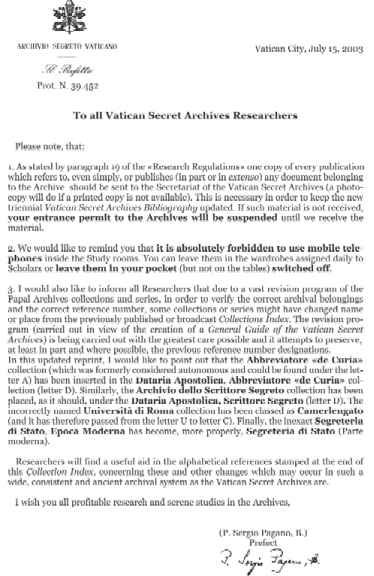 ARCHIVIO SEGRETO VATICANO
Vatican City, July 15, 2003
Il Prefetto
Prot. N. 39.452
To all Vatican Secret Archives Researchers
Please note, that:
1. As stated by paragraph 19 of the «Research Regulations» one copy of every publication
which refers to, even simply, or publishes (in part or in extenso) any document belonging
to the Archive should be sent to the Secretariat of the Vatican Secret Archives (a photo-
copy will do if a printed copy is not available). This is necessary in order to keep the new
triennial Vatican Secret Archives Bibliography updated. If such material is not received,
your entrance permit to the Archives will be suspended until we receive the
material.
2. We would like to remind you that it is absolutely forbidden to use mobile tele-
phones inside the Study rooms. You can leave them in the wardrobes assigned daily to
Scholars or leave them in your pocket (but not on the tables) switched off.
3. I would also like to inform all Researchers that due to a vast revision program of the
Papal Archives collections and series, in order to verify the correct archival belongings
and the correct reference number, some collections or series might have changed name
or place from the previously published or broadcast Collections Index. The revision pro-
gram (carried out in view of the creation of a General Guide of the Vatican Secret
Archives) is being carried out with the greatest care possible and it attempts to preserve,
at least in part and where possible, the previous reference number designations.
In this updated reprint, I would like to point out that the Abbreviatore «de Curia»
collection (which was formerly considered autonomous and could be found under the let-
ter A) has been inserted in the Dataria Apostolica, Abbreviatore «de Curia» col-
lection (letter D). Similarly, the Archivio dello Scrittore Segreto collection has been
placed, as it should, under the Dataria Apostolica, Scrittore Segreto (letter D). The
incorrectly named Università di Roma collection has been classed as Camerlengato
(and it has therefore passed from the letter U to letter C). Finally, the inexact Segreteria
di Stato, Epoca Moderna has become, more properly, Segreteria di Stato (Parte
moderna).
Researchers will find a useful aid in the alphabetical references stamped at the end of
this Collection Index, concerning these and other changes which may occur in such a
wide, consistent and ancient archival system as the Vatican Secret Archives are.
I wish you all profitable research and serene studies in the Archives,
(P. Sergio Pagano, B.)
Prefect
P. Sergio Pagano, B.